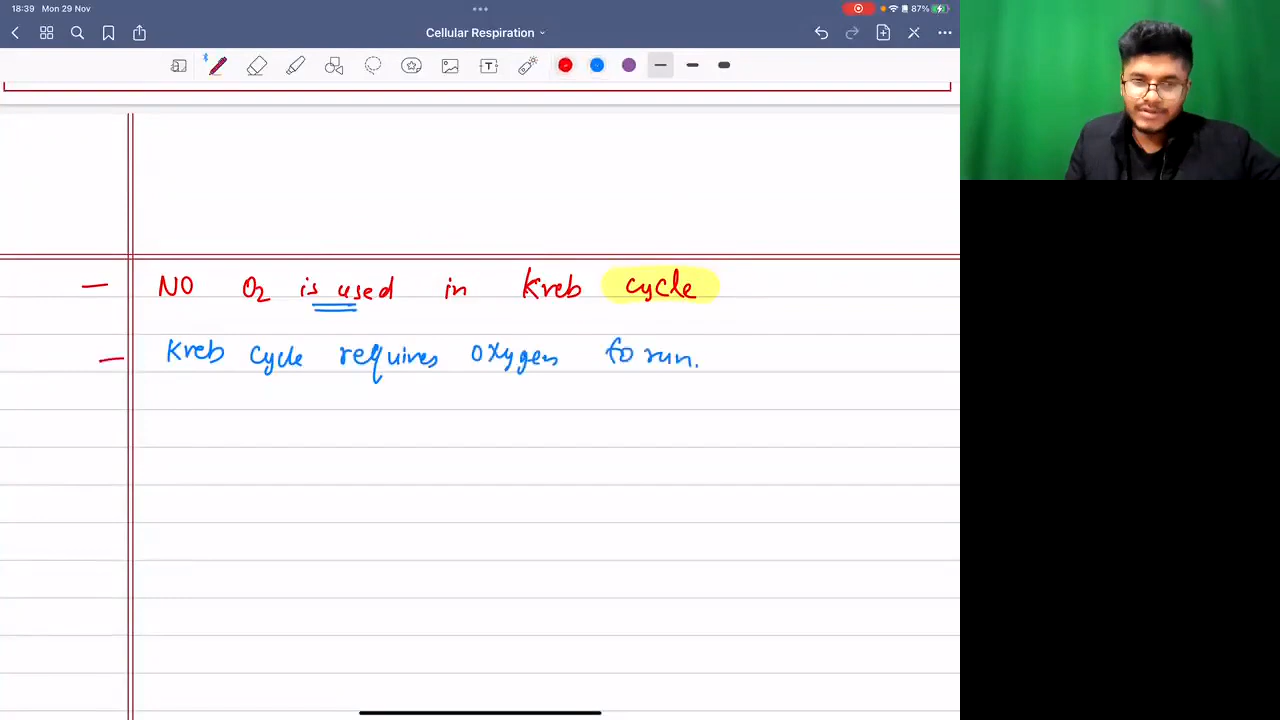 18:39 Mon 29 Nov
87%
Cellular Respiration
T
– NO O2 is used in Kreb cycle
– Kreb cycle requires oxygen to run.